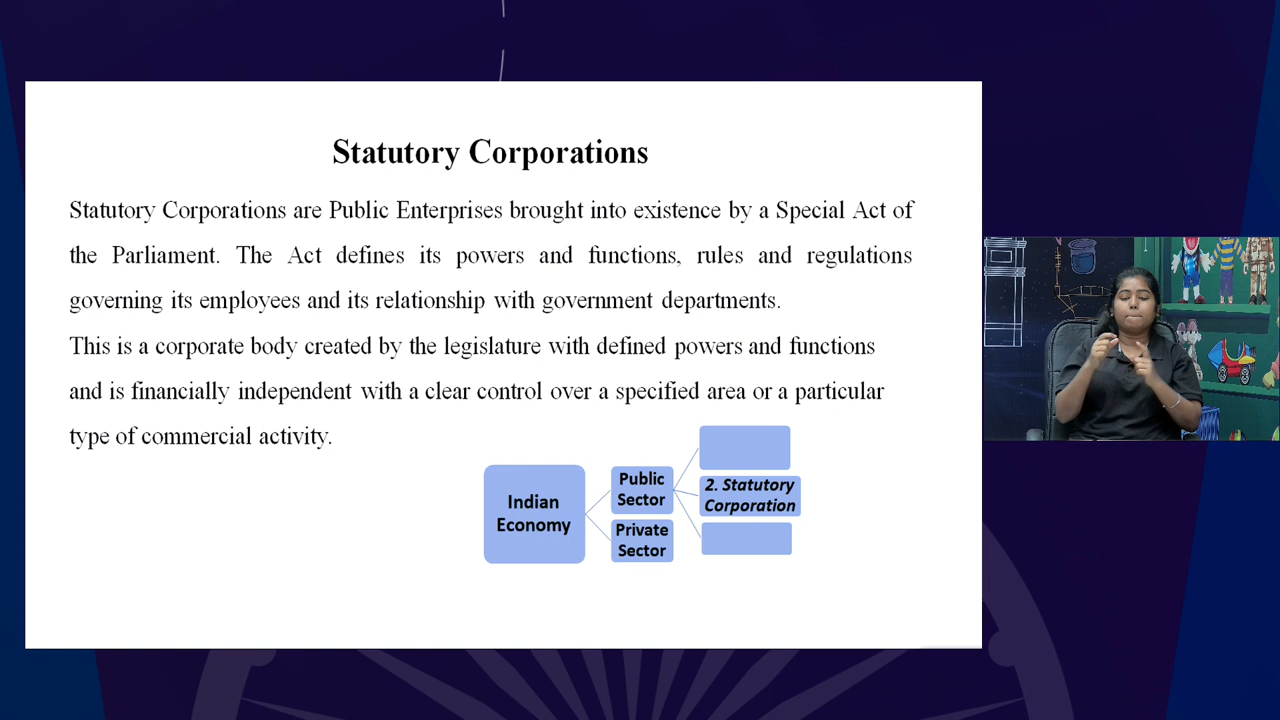 Statutory Corporations
Statutory Corporations are Public Enterprises brought into existence by a Special Act of
the Parliament. The Act defines its powers and functions, rules and regulations
governing its employees and its relationship with government departments.
This is a corporate body created by the legislature with defined powers and functions
and is financially independent with a clear control over a specified area or a particular
type of commercial activity.
Indian
Economy
Public
Sector
Private
Sector
2. Statutory
Corporation